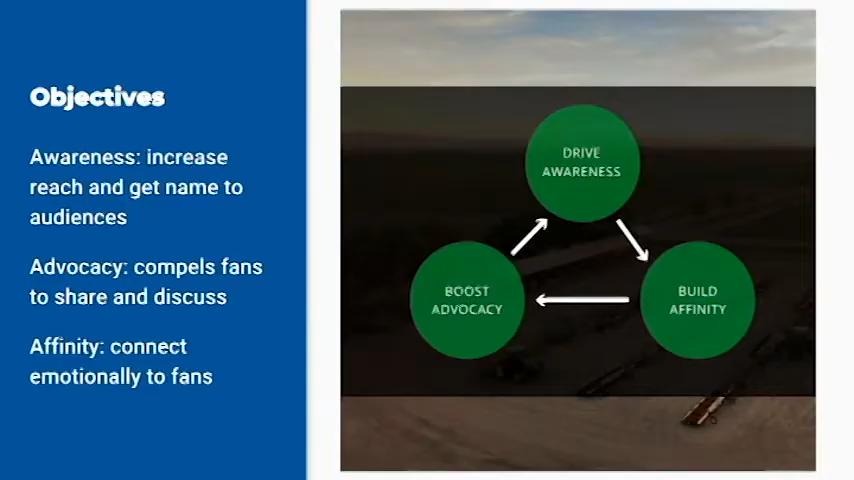 Objectives
Awareness: increase
reach and get name to
audiences
Advocacy: compels fans
to share and discuss
Affinity: connect
emotionally to fans
DRIVE
AWARENESS
BOOST
ADVOCACY
BUILD
AFFINITY